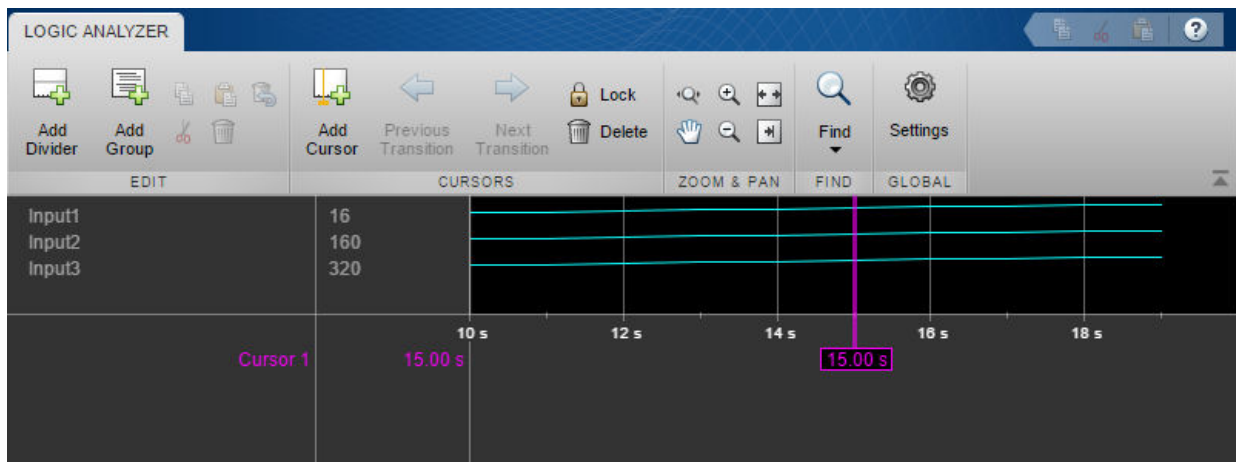 LOGIC ANALYZER
?
Add Divider
Add Group
Add Cursor
Previous Transition
Next Transition
Lock
Delete
Find
Settings
EDIT
CURSORS
ZOOM & PAN
FIND
GLOBAL
Input1 16
Input2 160
Input3 320
10 s 12 s 14 s 16 s 18 s
Cursor 1 15.00 s 15.00 s